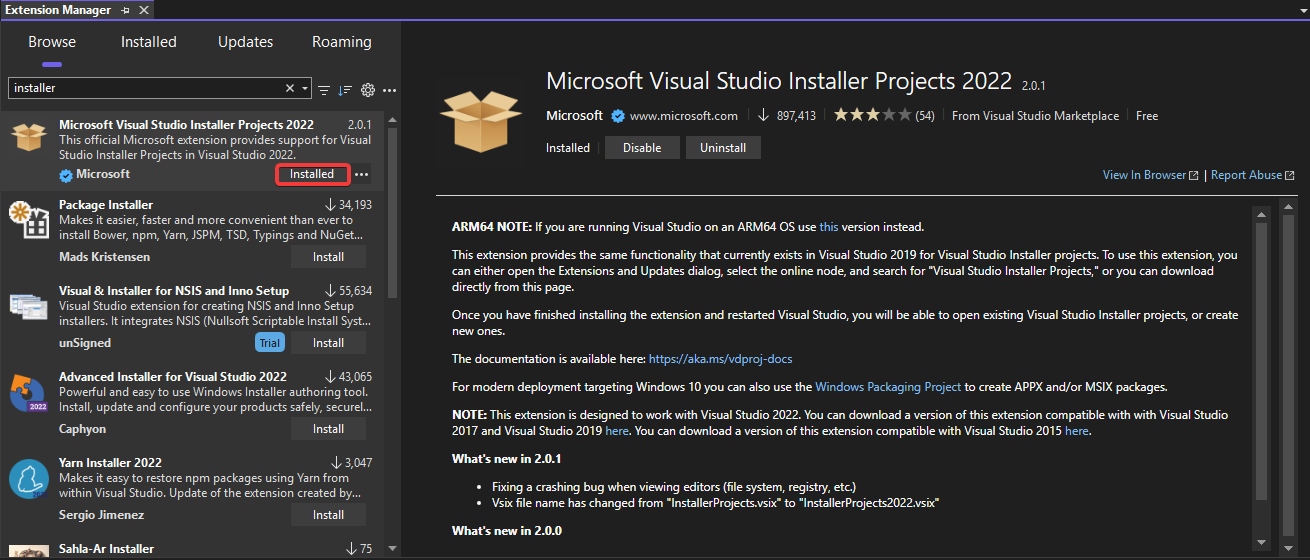 Extension Manager
Browse Installed Updates Roaming
installer
Microsoft Visual Studio Installer Projects 2022 2.0.1
This official Microsoft extension provides support for Visual
Studio Installer Projects in Visual Studio 2022.
Microsoft Installed
Package Installer 34,193
Makes it easier, faster and more convenient than ever to
install Bower, npm, Yarn, JSPM, TSD, Typings and NuGet...
Mads Kristensen Install
Visual & Installer for NSIS and Inno Setup 55,634
Visual Studio extension for creating NSIS and Inno Setup
installers. It integrates NSIS (Nullsoft Scriptable Install Syst...
unSigned Trial Install
Advanced Installer for Visual Studio 2022 43,065
Powerful and easy to use Windows Installer authoring tool.
Install, update and configure your products safely, securel...
2022
Caphyon Install
Yarn Installer 2022 3,047
Makes it easy to restore npm packages using Yarn from
within Visual Studio. Update of the extension created by...
Sergio Jimenez Install
Sahla-Ar Installer 75
Microsoft Visual Studio Installer Projects 2022 2.0.1
Microsoft www.microsoft.com 897,413 (54) From Visual Studio Marketplace Free
Installed Disable Uninstall
View In Browser | Report Abuse
ARM64 NOTE: If you are running Visual Studio on an ARM64 OS use this version instead.
This extension provides the same functionality that currently exists in Visual Studio 2019 for Visual Studio Installer projects. To use this extension, you
can either open the Extensions and Updates dialog, select the online node, and search for "Visual Studio Installer Projects," or you can download
directly from this page.
Once you have finished installing the extension and restarted Visual Studio, you will be able to open existing Visual Studio Installer projects, or create
new ones.
The documentation is available here: https://aka.ms/vdproj-docs
For modern deployment targeting Windows 10 you can also use the Windows Packaging Project to create APPX and/or MSIX packages.
NOTE: This extension is designed to work with Visual Studio 2022. You can download a version of this extension compatible with with Visual Studio
2017 and Visual Studio 2019 here. You can download a version of this extension compatible with Visual Studio 2015 here.
What's new in 2.0.1
• Fixing a crashing bug when viewing editors (file system, registry, etc.)
• Vsix file name has changed from "InstallerProjects.vsix" to "InstallerProjects2022.vsix"
What's new in 2.0.0